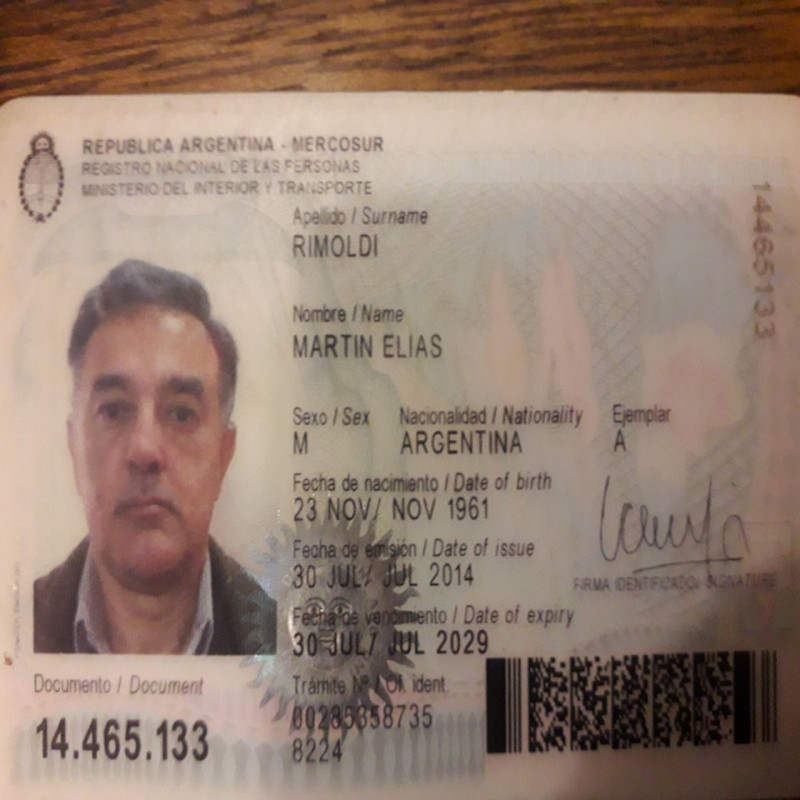 REPUBLICA ARGENTINA - MERCOSUR
REGISTRO NACIONAL DE LAS PERSONAS
MINISTERIO DEL INTERIOR Y TRANSPORTE
Apellido / Surname
RIMOLDI
Nombre / Name
MARTIN ELIAS
Sexo / Sex Nacionalidad / Nationality Ejemplar
M ARGENTINA A
Fecha de nacimiento / Date of birth
23 NOV/ NOV 1961
Fecha de emisión / Date of issue
30 JUL/ JUL 2014
FIRMA IDENTIFICADO/ SIGNATURE
Fecha de vencimiento / Date of expiry
30 JUL/ JUL 2029
Documento / Document
14.465.133
Trámite Nº / Of. ident.
00285358735
8224
14465133